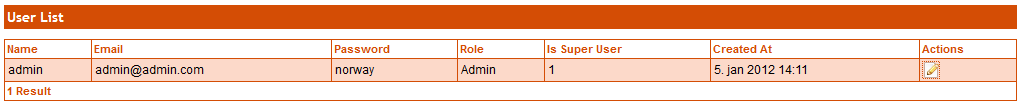 User List
Name Email Password Role Is Super User Created At Actions
admin admin@admin.com norway Admin 1 5. jan 2012 14:11
1 Result